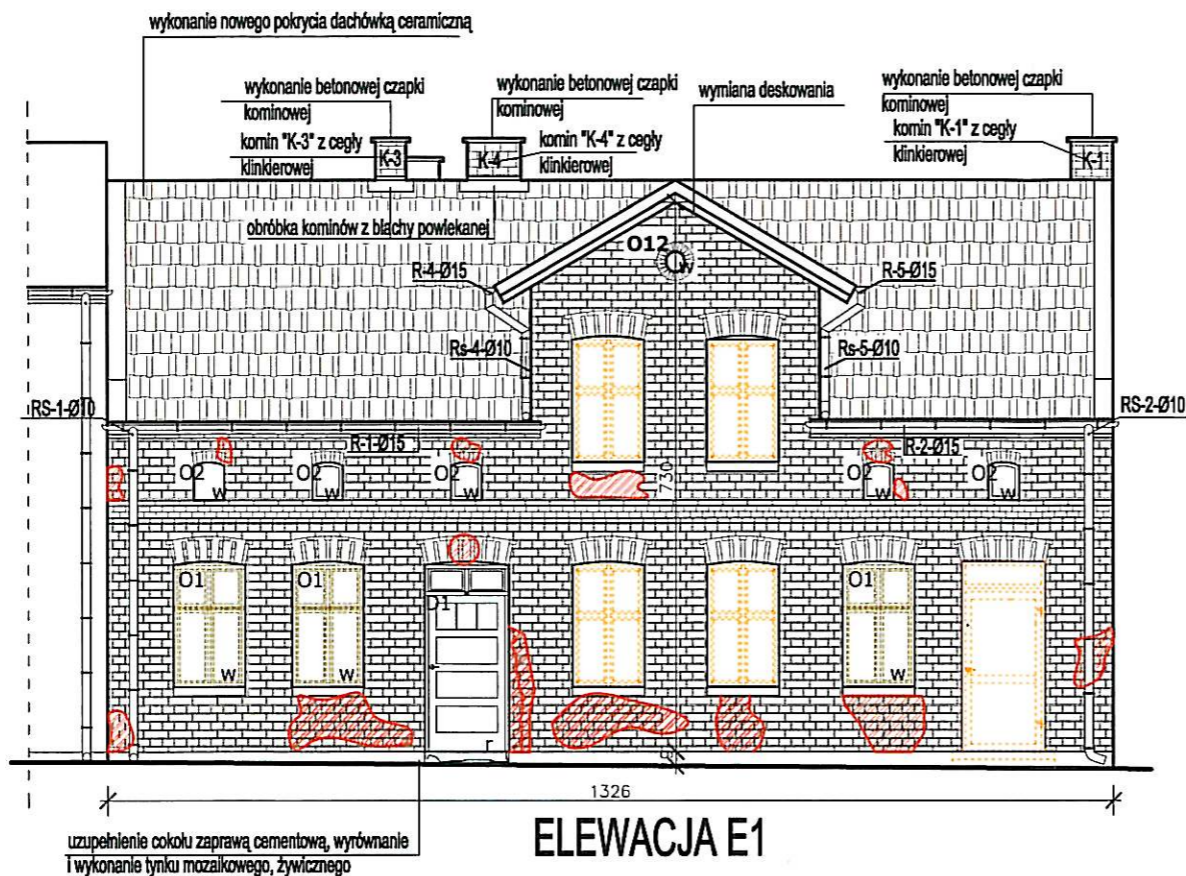 wykonanie nowego pokrycia dachówką ceramiczną
wykonanie betonowej czapki
kominowej
wykonanie betonowej czapki
kominowej
wymiana deskowania
wykonanie betonowej czapki
kominowej
komin "K-3" z cegły
klinkierowej
K-3
K-4
komin "K-4" z cegły
klinkierowej
komin "K-1" z cegły
klinkierowej
K-1
obróbka kominów z blachy powlekanej
O12
W
R-4-Ø15
R-5-Ø15
Rs-4-Ø10
Rs-5-Ø10
RS-1-Ø10
RS-2-Ø10
R-1-Ø15
R-2-Ø15
O2
W
O2
W
O2
W
O2
W
O2
W
730
O1
W
O1
W
D1
r
O1
W
1326
uzupełnienie cokołu zaprawą cementową, wyrównanie
i wykonanie tynku mozaikowego, żywicznego
ELEWACJA E1